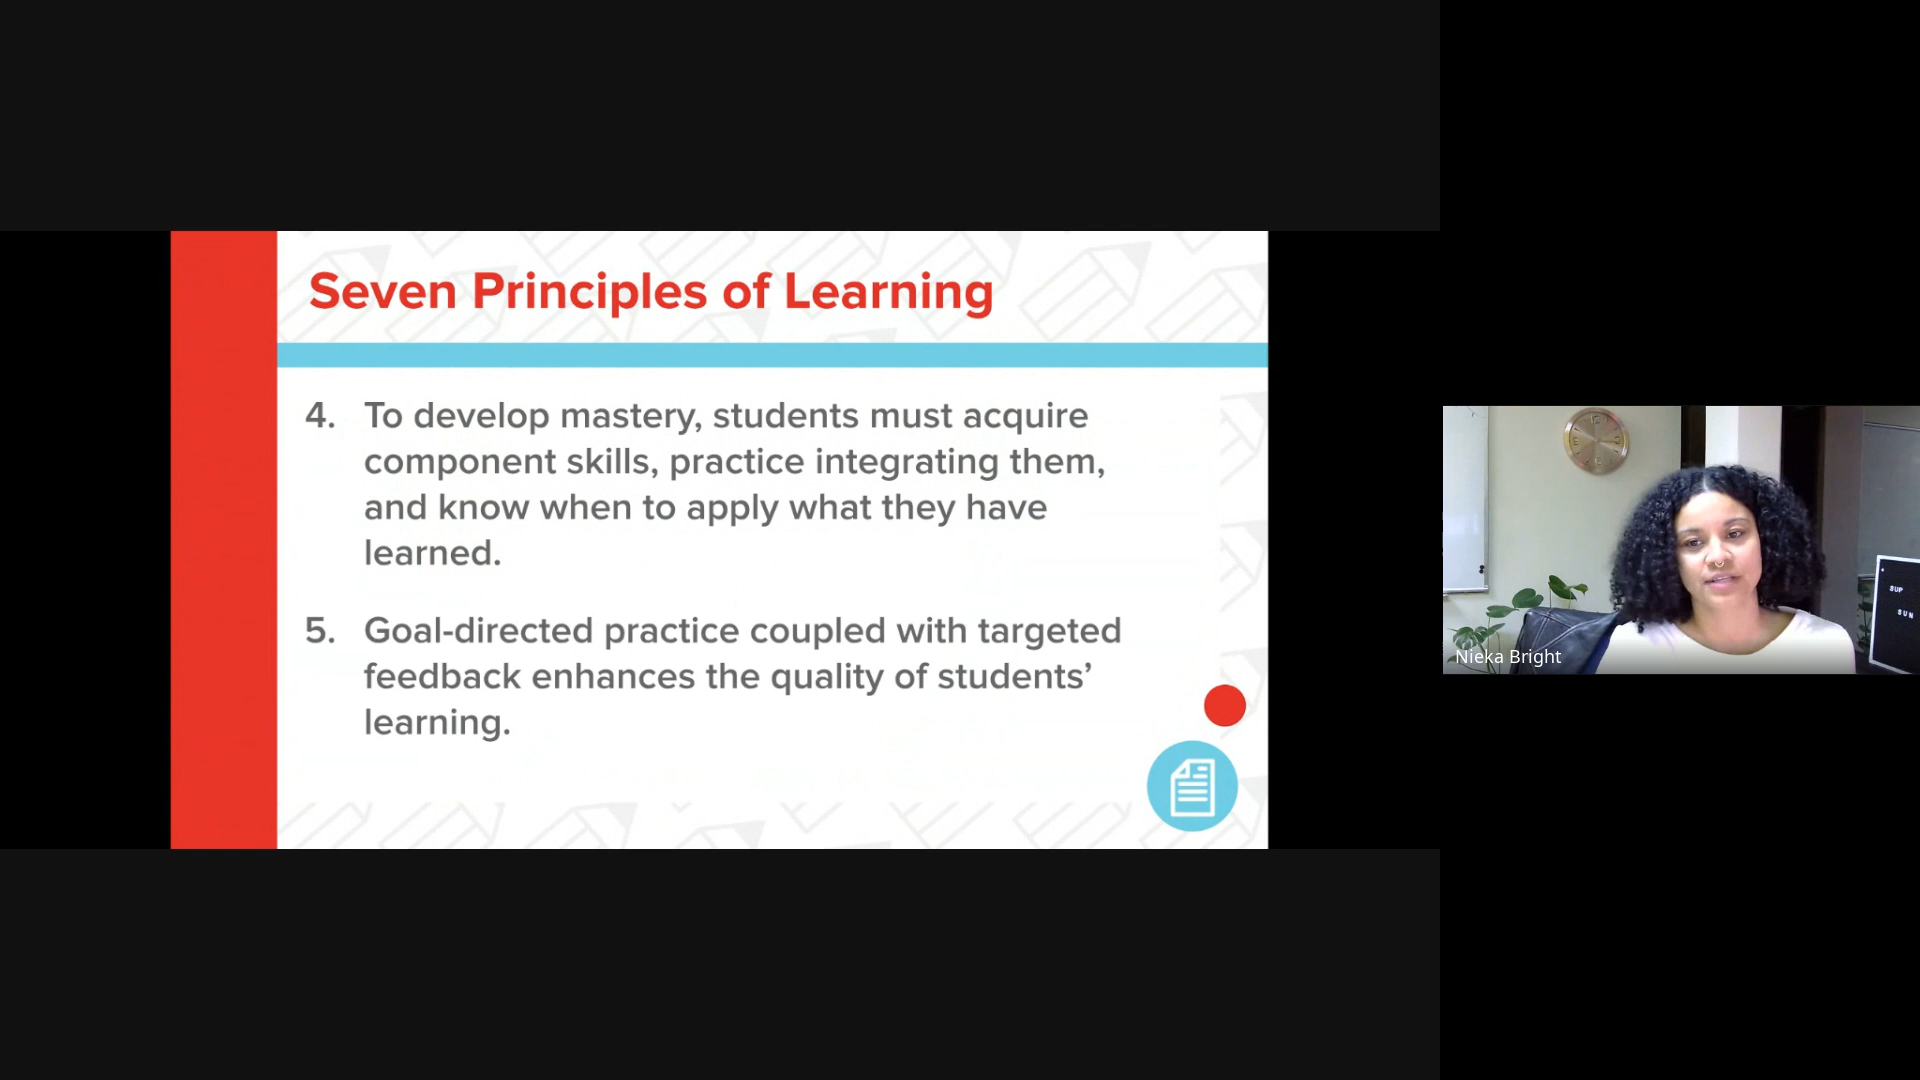 Seven Principles of Learning
4. To develop mastery, students must acquire
component skills, practice integrating them,
and know when to apply what they have
learned.
5. Goal-directed practice coupled with targeted
feedback enhances the quality of students’
learning.
Nieka Bright
SUP
SUN